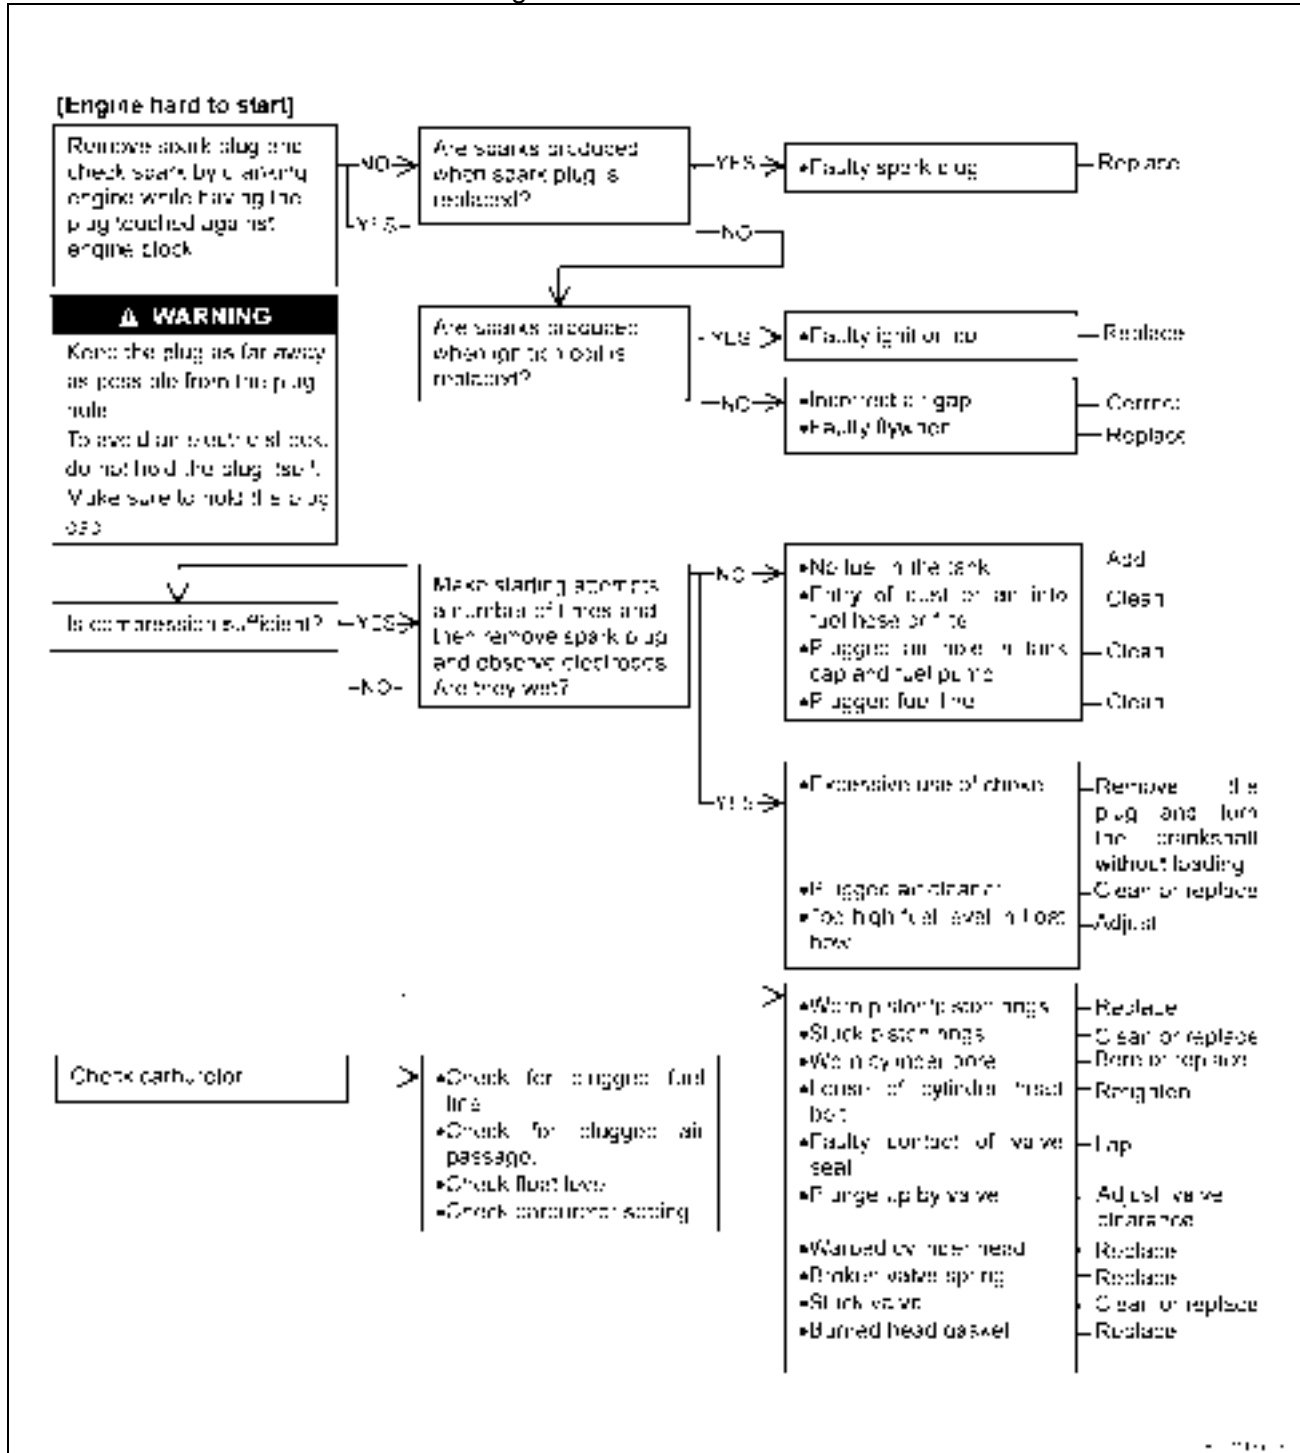 [Engine hard to start]
Remove spark plug and
check spark by cranking
engine while having the
plug touched against
engine block
NO
YES
Are sparks produced
when spark plug is
replaced?
YES
NO
•Faulty spark plug
Replace
WARNING
Keep the plug as far away
as possible from the plug
hole
To avoid an electric shock,
do not hold the plug itself.
Make sure to hold the plug
cap
Are sparks produced
when ignition coil is
replaced?
YES
NO
•Faulty ignition
Replace
•Incorrect air gap
•Faulty flywheel
Correct
Replace
Is compression sufficient?
YES
NO
Make starting attempts
a number of times and
then remove spark plug
and observe electrodes.
Are they wet?
NO
YES
•No fuel in the tank
•Entry of dust or air into
fuel hose or filter
•Plugged air hole in tank
cap and fuel pump
•Plugged fuel line
Add
Clean
Clean
Clean
•Excessive use of choke
•Plugged air cleaner
•Too high fuel level in float
Remove the
plug and turn
the crankshaft
without loading
Clean or replace
Adjust
•Worn piston/piston rings
•Stuck piston rings
•Worn cylinder bore
•Loose of cylinder head
bolt
•Faulty contact of valve
seat
•Plunge up by valve
•Warped cylinder head
•Broken valve spring
•Stuck valve
•Burned head gasket
Replace
Clean or replace
Bore or replace
Retighten
Lap
Adjust valve
clearance
Replace
Replace
Clean or replace
Replace
Check carburetor
•Check for plugged fuel
line
•Check for plugged air
passage.
•Check float level
•Check carburetor setting